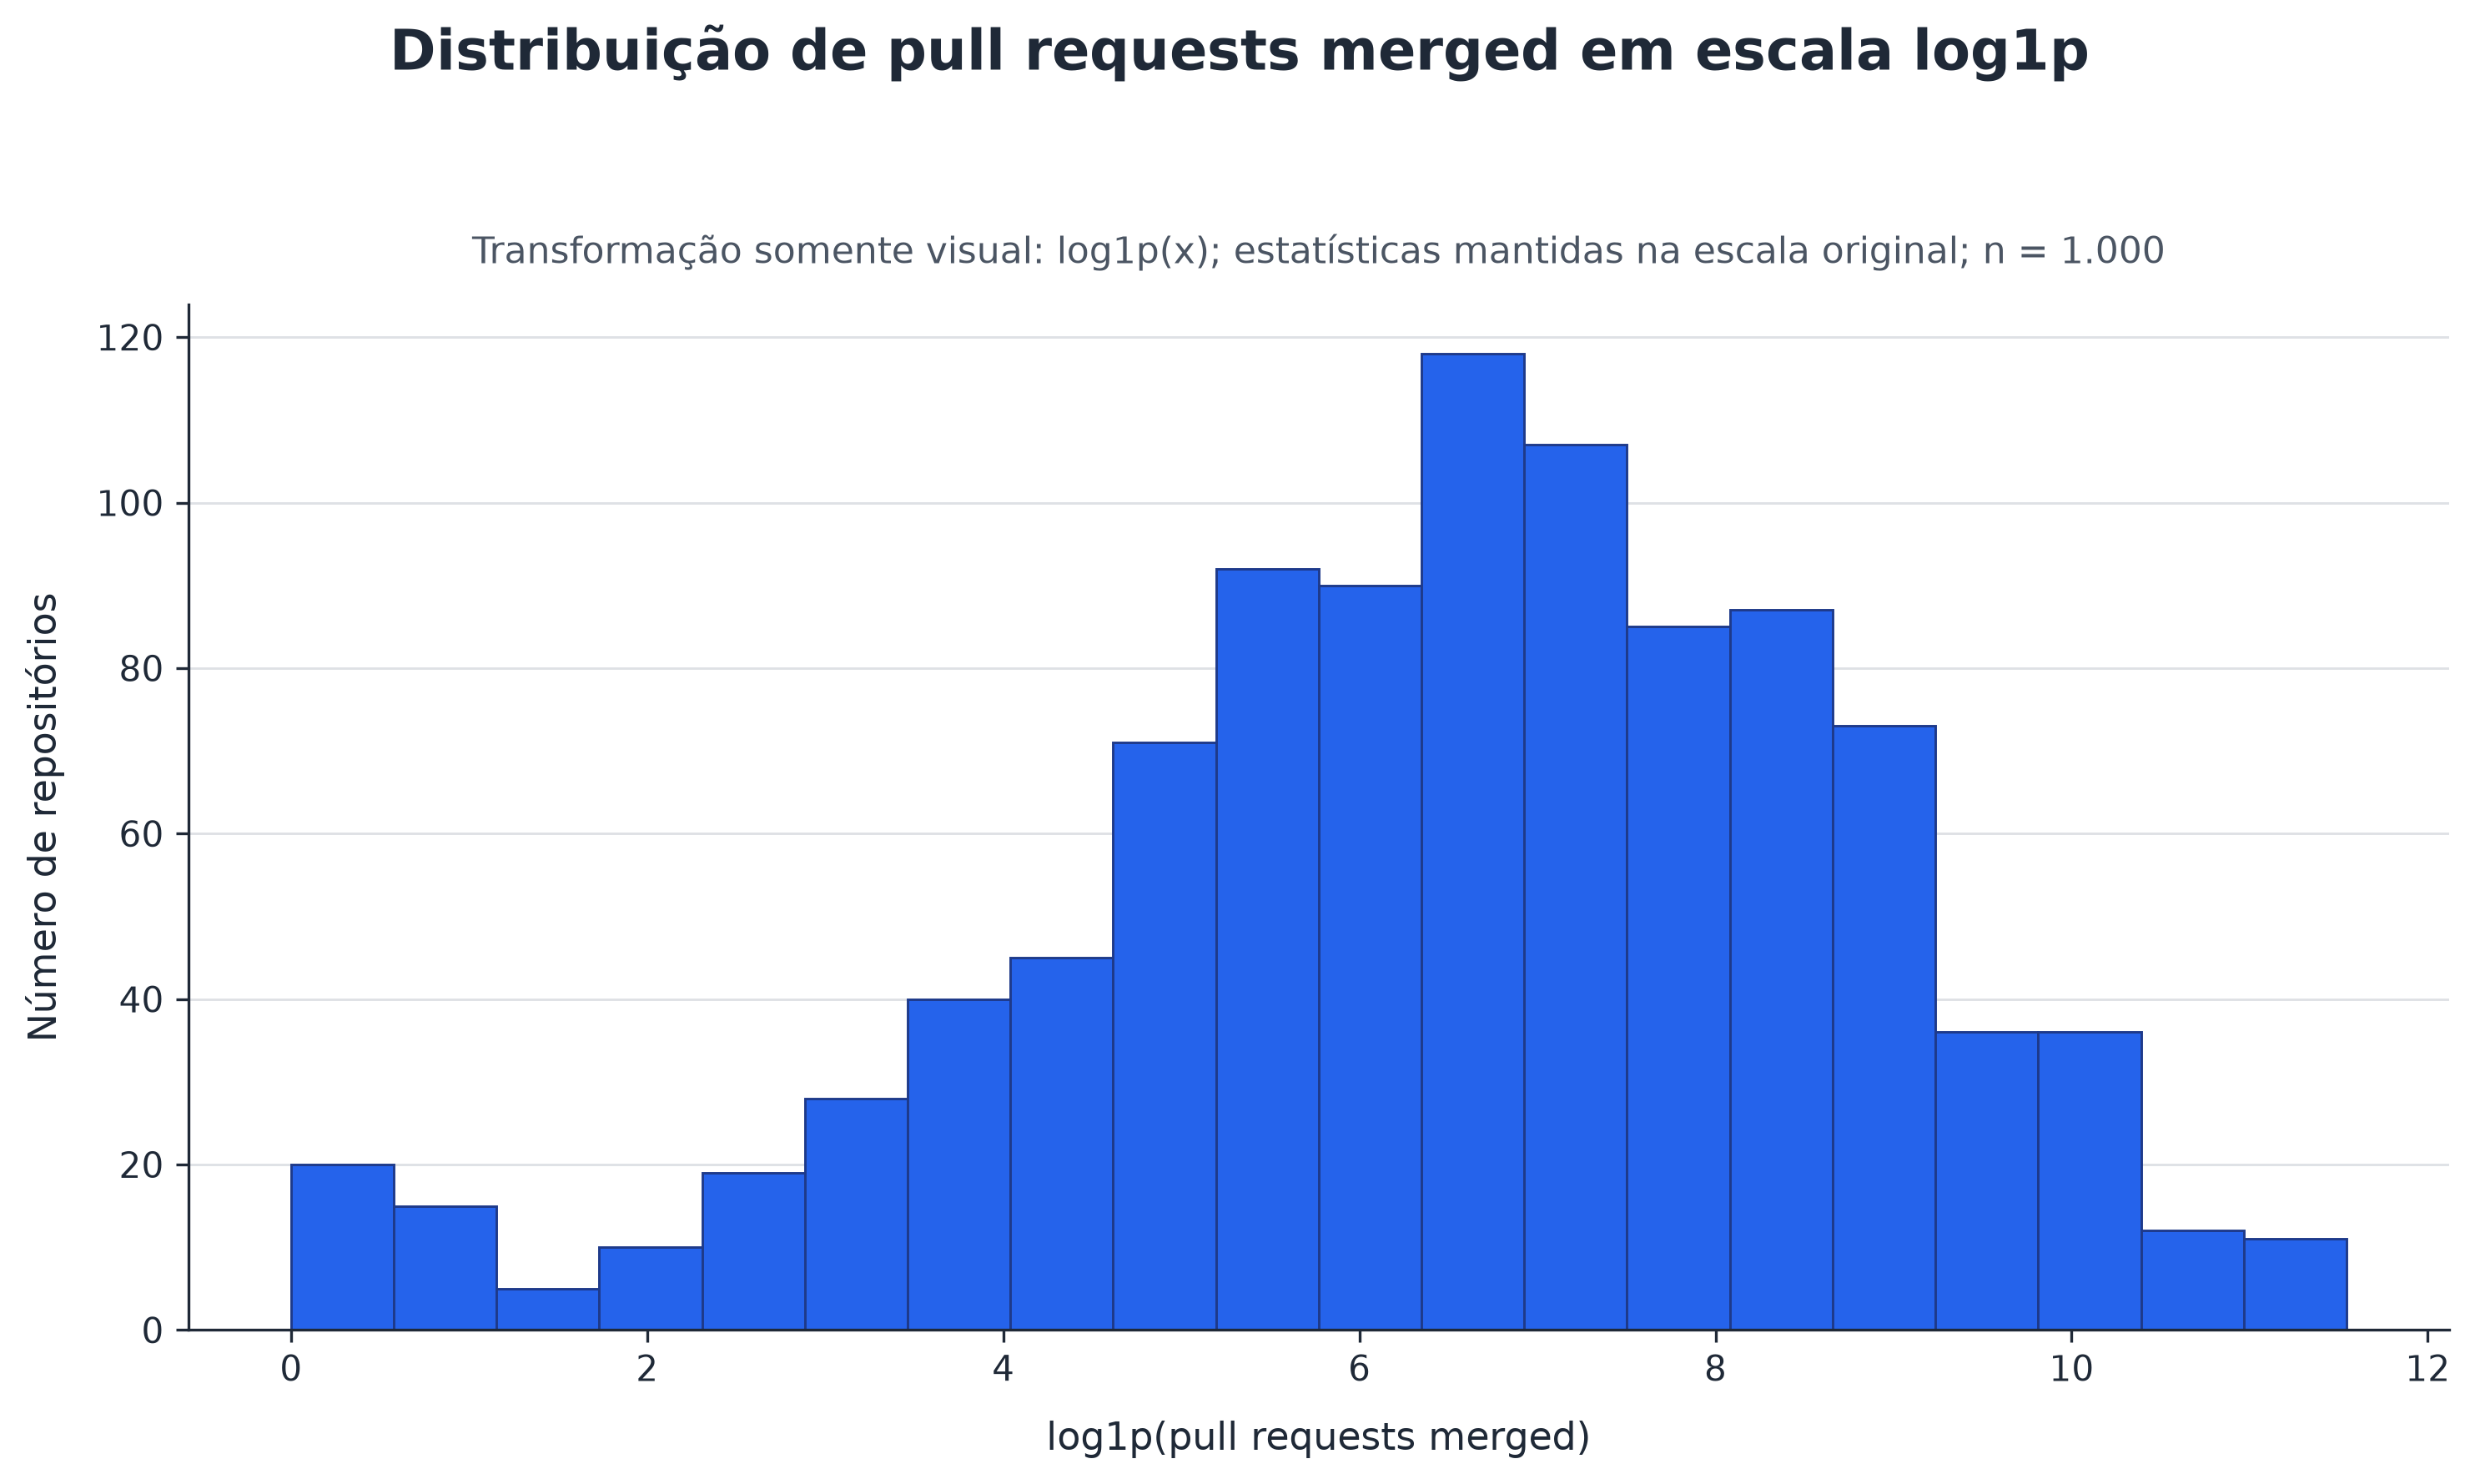 Distribuição de pull requests merged em escala log1p
Transformação somente visual: log1p(x); estatísticas mantidas na escala original; n = 1.000
Número de repositórios
120
100
80
60
40
20
0
0 2 4 6 8 10 12
log1p(pull requests merged)